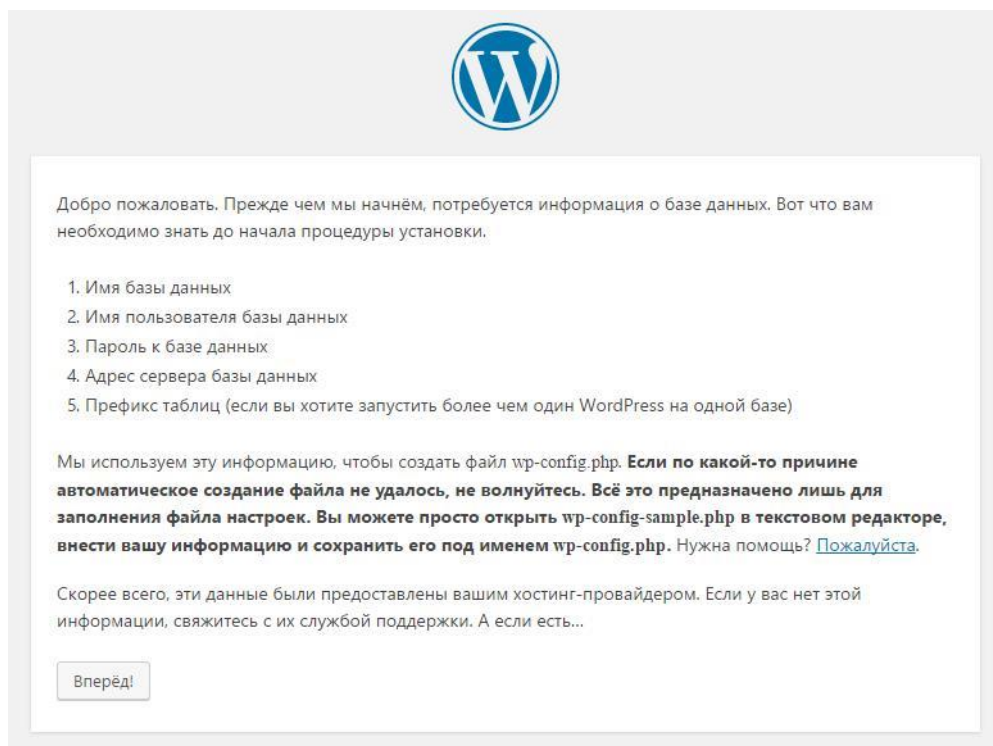 Добро пожаловать. Прежде чем мы начнём, потребуется информация о базе данных. Вот что вам
необходимо знать до начала процедуры установки.
1. Имя базы данных
2. Имя пользователя базы данных
3. Пароль к базе данных
4. Адрес сервера базы данных
5. Префикс таблиц (если вы хотите запустить более чем один WordPress на одной базе)
Мы используем эту информацию, чтобы создать файл wp-config.php. Если по какой-то причине
автоматическое создание файла не удалось, не волнуйтесь. Всё это предназначено лишь для
заполнения файла настроек. Вы можете просто открыть wp-config-sample.php в текстовом редакторе,
внести вашу информацию и сохранить его под именем wp-config.php. Нужна помощь? Пожалуйста.
Скорее всего, эти данные были предоставлены вашим хостинг-провайдером. Если у вас нет этой
информации, свяжитесь с их службой поддержки. А если есть...
Вперёд!